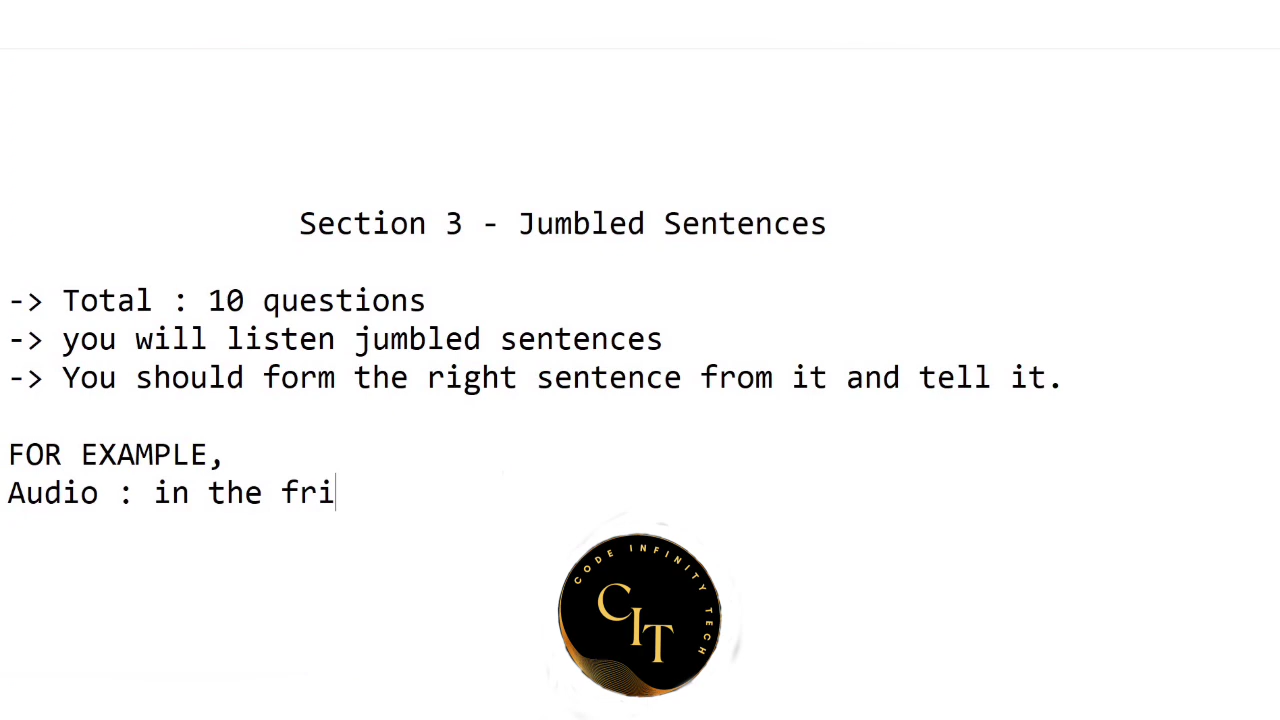 Section 3 - Jumbled Sentences
-> Total : 10 questions
-> you will listen jumbled sentences
-> You should form the right sentence from it and tell it.
FOR EXAMPLE,
Audio : in the fri
CODE INFINITY TECH
CIT